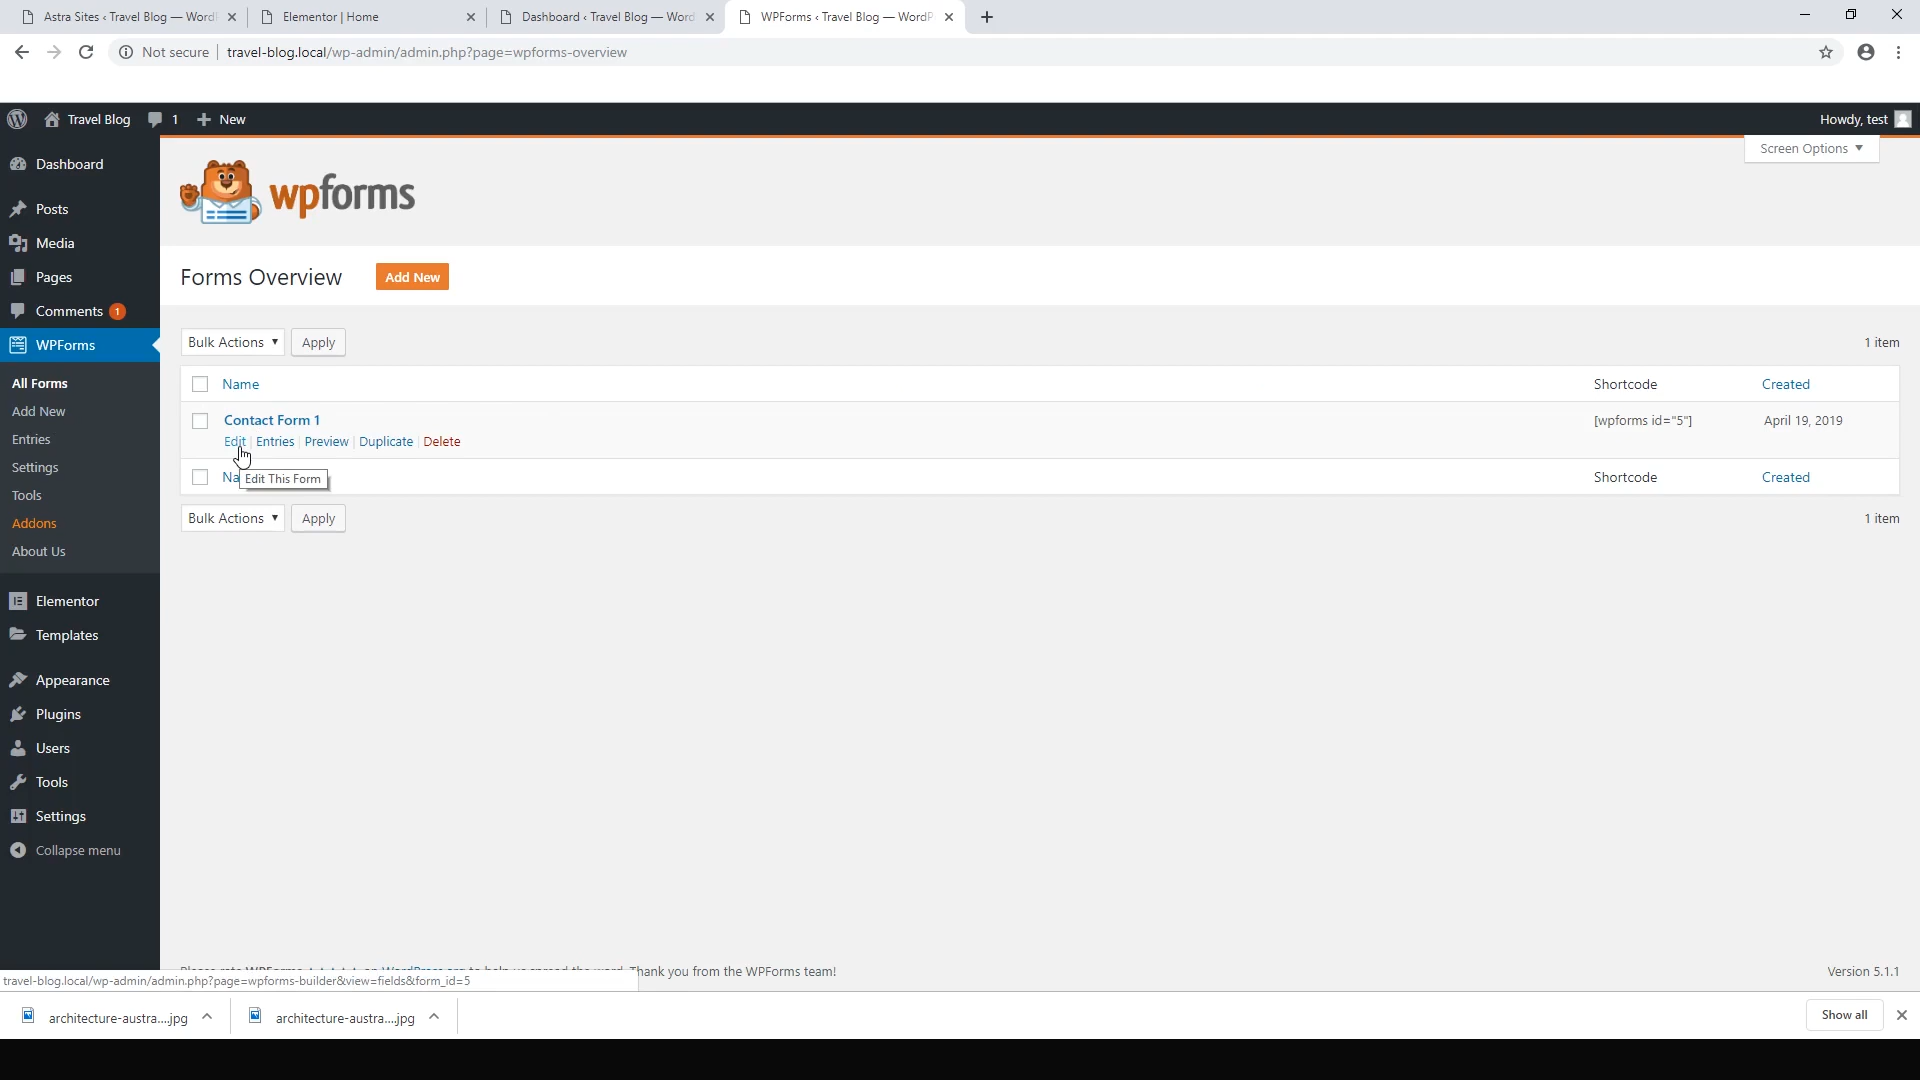 Astra Sites ‹ Travel Blog — Word
Elementor | Home
Dashboard ‹ Travel Blog — Word
WPForms ‹ Travel Blog — WordP
Not secure
travel-blog.local/wp-admin/admin.php?page=wpforms-overview
Travel Blog
1
New
Howdy, test
Screen Options
Dashboard
Posts
Media
Pages
Comments 1
WPForms
All Forms
Add New
Entries
Settings
Tools
Addons
About Us
Elementor
Templates
Appearance
Plugins
Users
Tools
Settings
Collapse menu
wpforms
Forms Overview
Add New
Bulk Actions
Apply
1 item
Name
Shortcode
Created
Contact Form 1
[wpforms id="5"]
April 19, 2019
Edit | Entries | Preview | Duplicate | Delete
Na
Edit This Form
Shortcode
Created
Bulk Actions
Apply
1 item
Thank you from the WPForms team!
Version 5.1.1
travel-blog.local/wp-admin/admin.php?page=wpforms-builder&view=fields&form_id=5
architecture-austra....jpg
architecture-austra....jpg
Show all